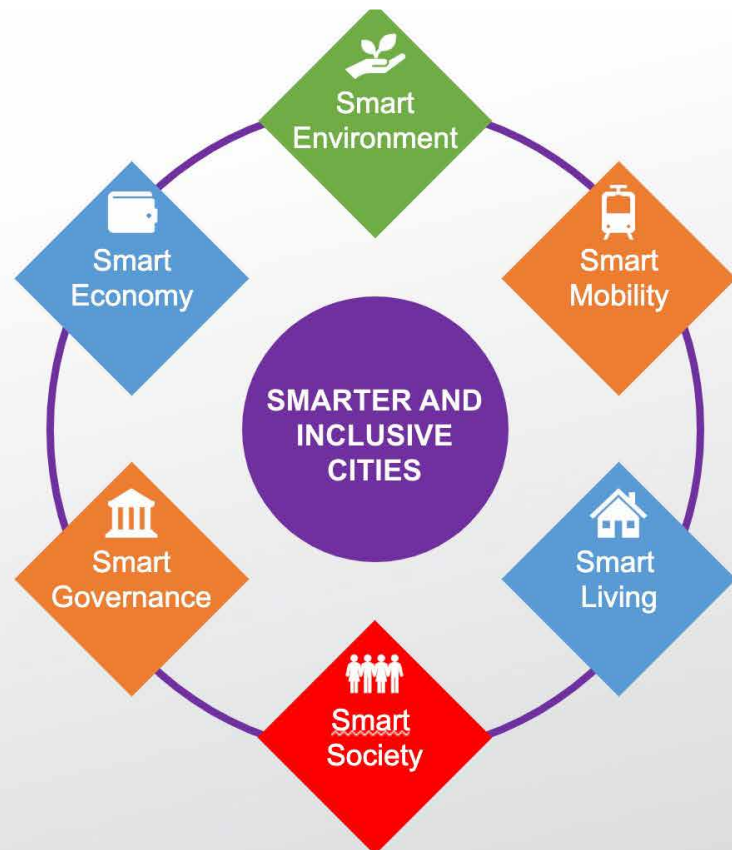 Smart
Environment
Smart
Economy
Smart
Mobility
SMARTER AND
INCLUSIVE
CITIES
Smart
Governance
Smart
Living
Smart
Society